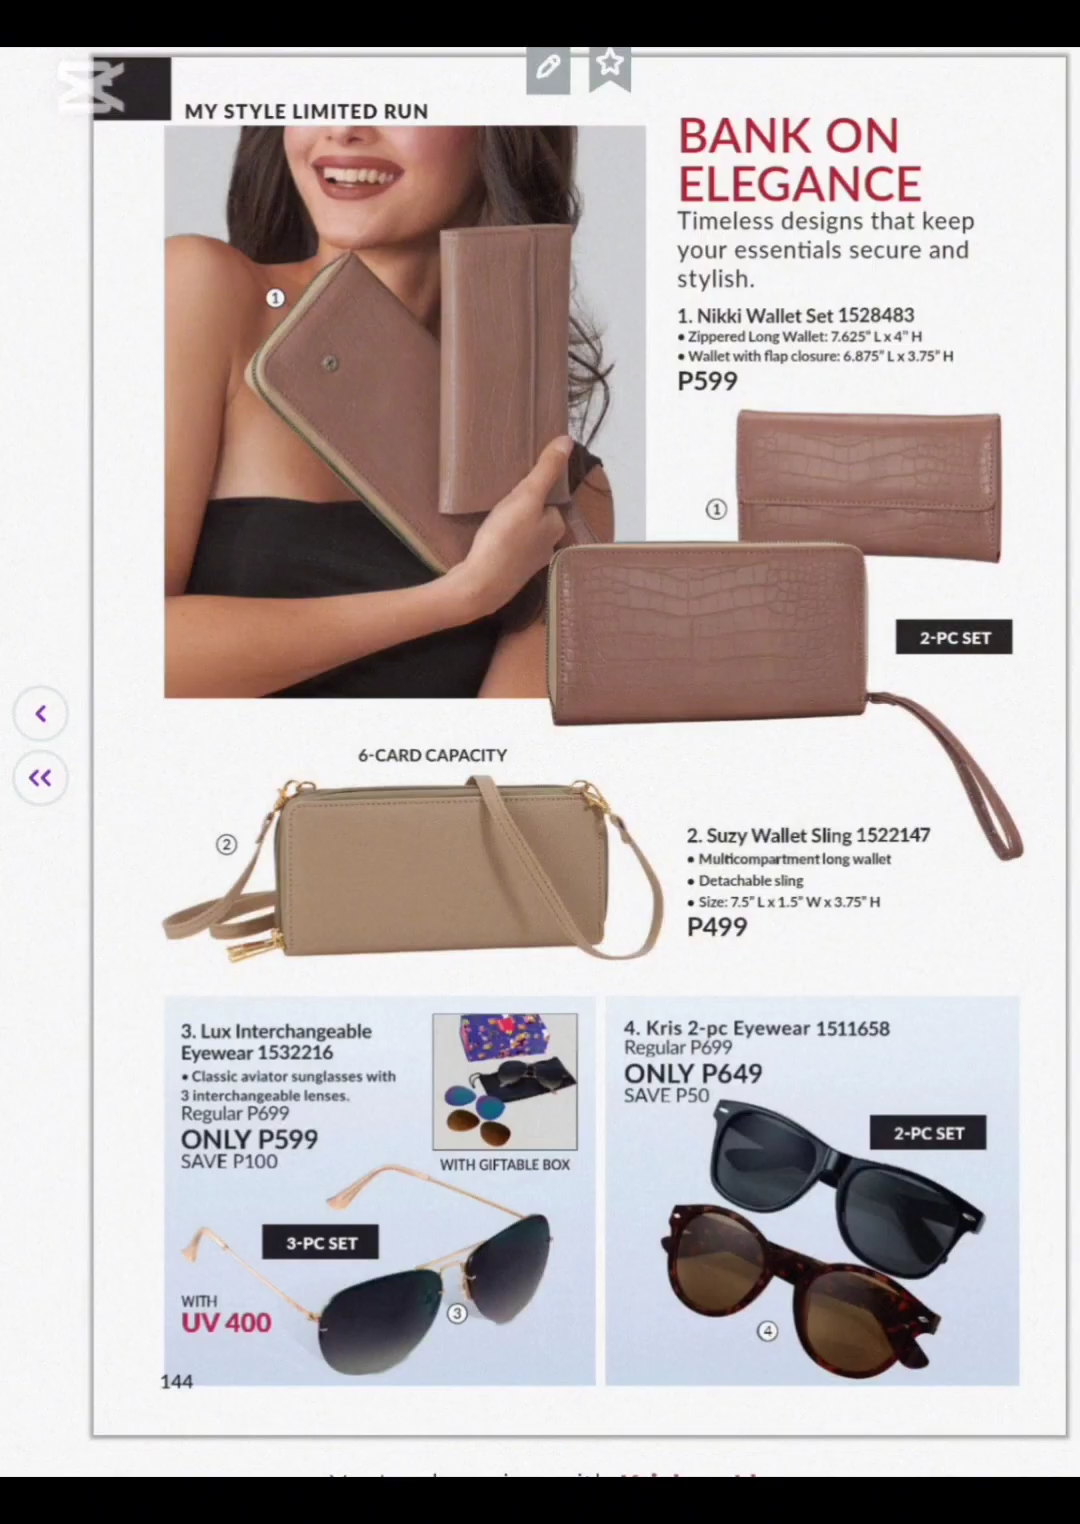 MY STYLE LIMITED RUN
BANK ON
ELEGANCE
Timeless designs that keep
your essentials secure and
stylish.
1. Nikki Wallet Set 1528483
• Zippered Long Wallet: 7.625" L x 4" H
• Wallet with flap closure: 6.875" L x 3.75" H
P599
1
1
2-PC SET
6-CARD CAPACITY
2
2. Suzy Wallet Sling 1522147
• Multicompartment long wallet
• Detachable sling
• Size: 7.5" L x 1.5" W x 3.75" H
P499
3. Lux Interchangeable
Eyewear 1532216
• Classic aviator sunglasses with
3 interchangeable lenses.
Regular P699
ONLY P599
SAVE P100
WITH GIFTABLE BOX
3-PC SET
WITH
UV 400
3
4. Kris 2-pc Eyewear 1511658
Regular P699
ONLY P649
SAVE P50
2-PC SET
4
144